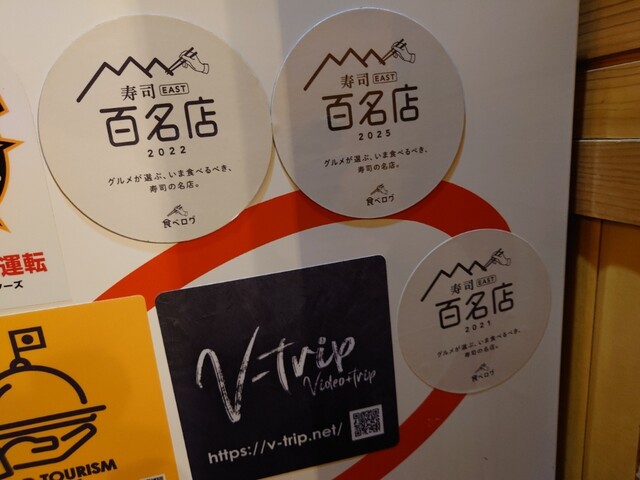 寿司 EAST
百名店
2022
グルメが選ぶ、いま食べるべき、
寿司の名店。
食べログ
寿司 EAST
百名店
2025
グルメが選ぶ、いま食べるべき、
寿司の名店。
食べログ
寿司 EAST
百名店
2021
グルメが選ぶ、いま食べるべき、
寿司の名店。
食べログ
運転
ーズ
V-trip
Video+trip
https://v-trip.net/
TOURISM